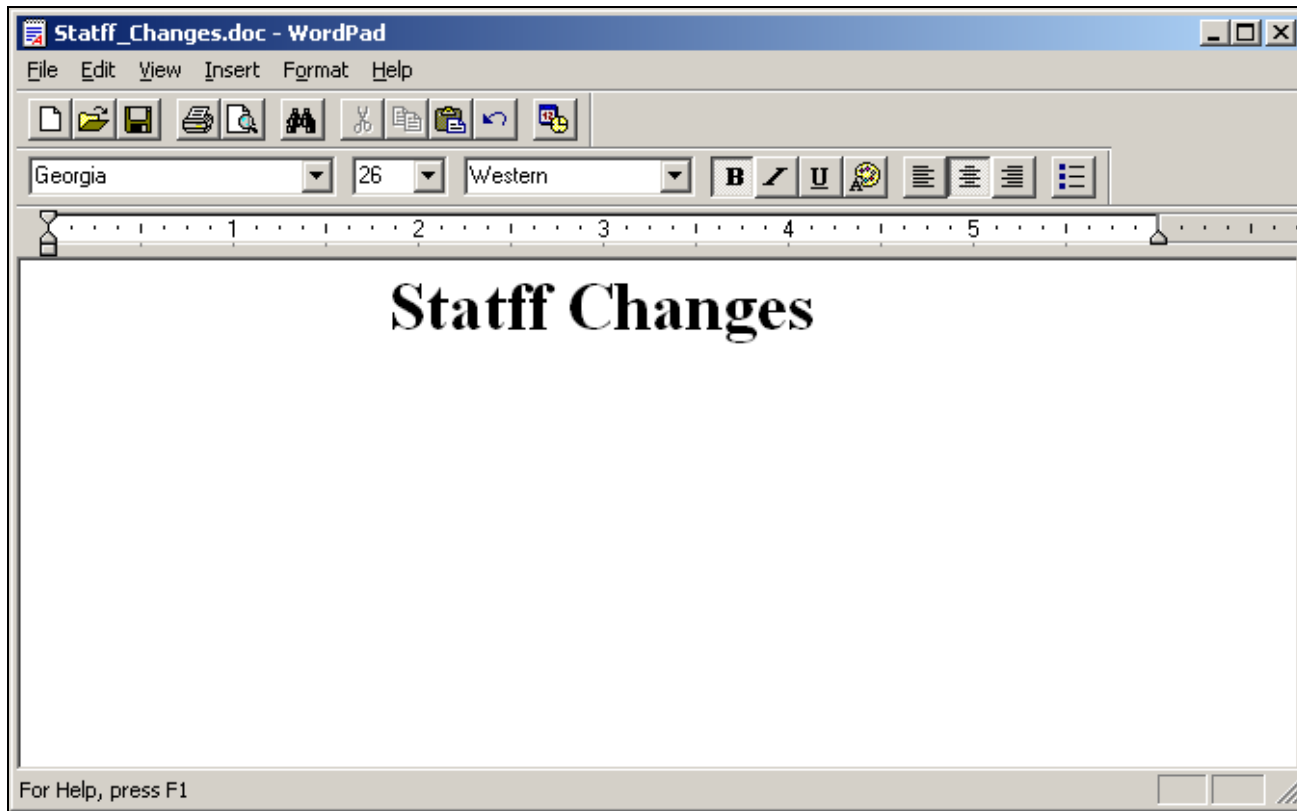 Statff_Changes.doc - WordPad
File Edit View Insert Format Help
Georgia 26 Western B I U
1 2 3 4 5
Statff Changes
For Help, press F1